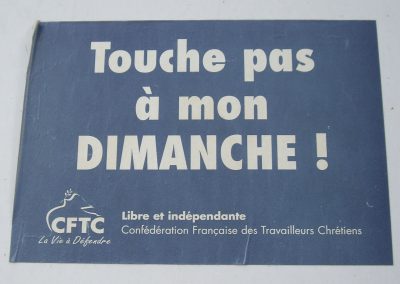 Touche pas
à mon
DIMANCHE !
CFTC
La Vie à Défendre
Libre et indépendante
Confédération Française des Travailleurs Chrétiens